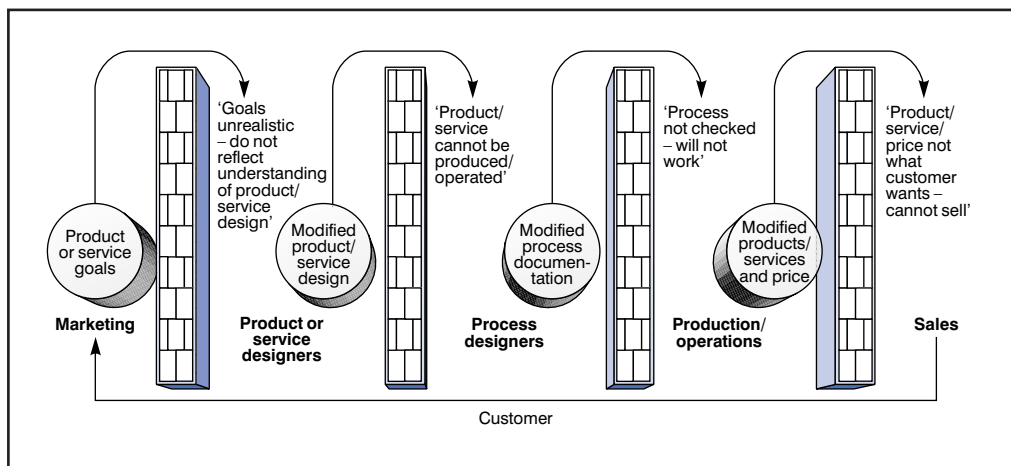 ‘Goals
unrealistic
– do not
reflect
understanding
of product/
service
design’
‘Product/
service
cannot be
produced/
operated’
‘Process
not checked
– will not
work’
‘Product/
service/
price not
what
customer
wants –
cannot sell’
Product
or service
goals
Modified
product/
service
design
Modified
process
documen-
tation
Modified
products/
services
and price
Marketing
Product or
service
designers
Process
designers
Production/
operations
Sales
Customer